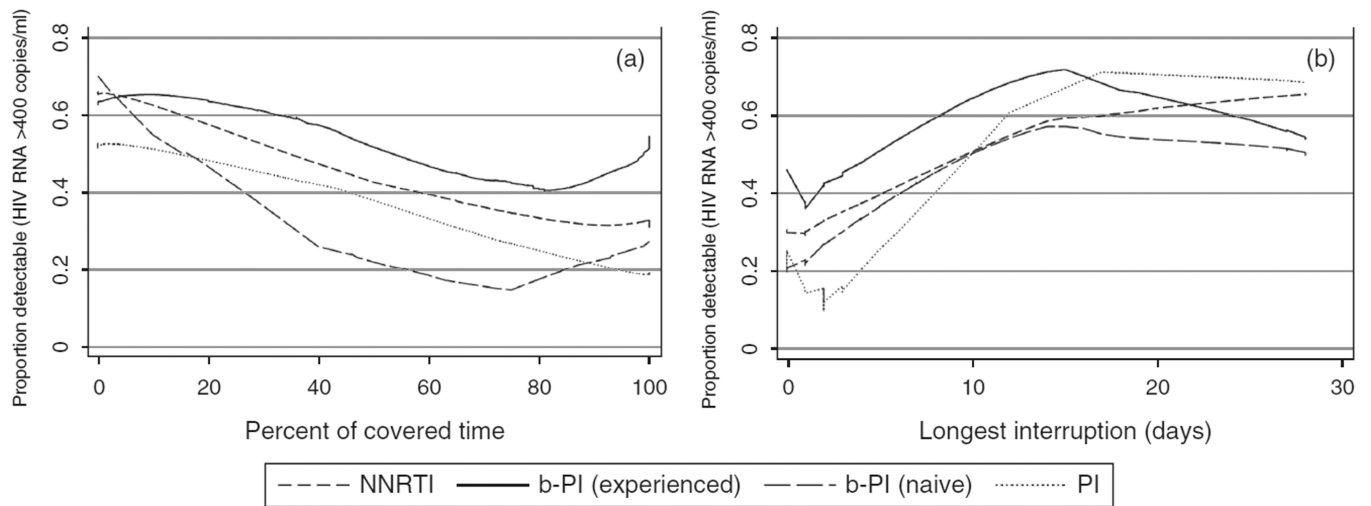 Proportion detectable (HIV RNA >400 copies/ml)
0.8
0.6
0.4
0.2
0
(a)
0 20 40 60 80 100
Percent of covered time
Proportion detectable (HIV RNA >400 copies/ml)
0.8
0.6
0.4
0.2
0
(b)
0 10 20 30
Longest interruption (days)
NNRTI b-PI (experienced) b-PI (naive) PI